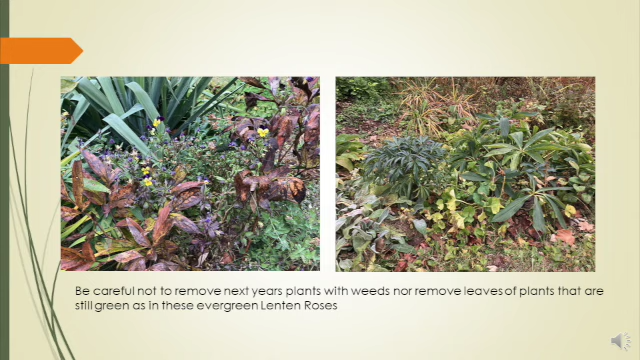 Be careful not to remove next years plants with weeds nor remove leaves of plants that are
still green as in these evergreen Lenten Roses